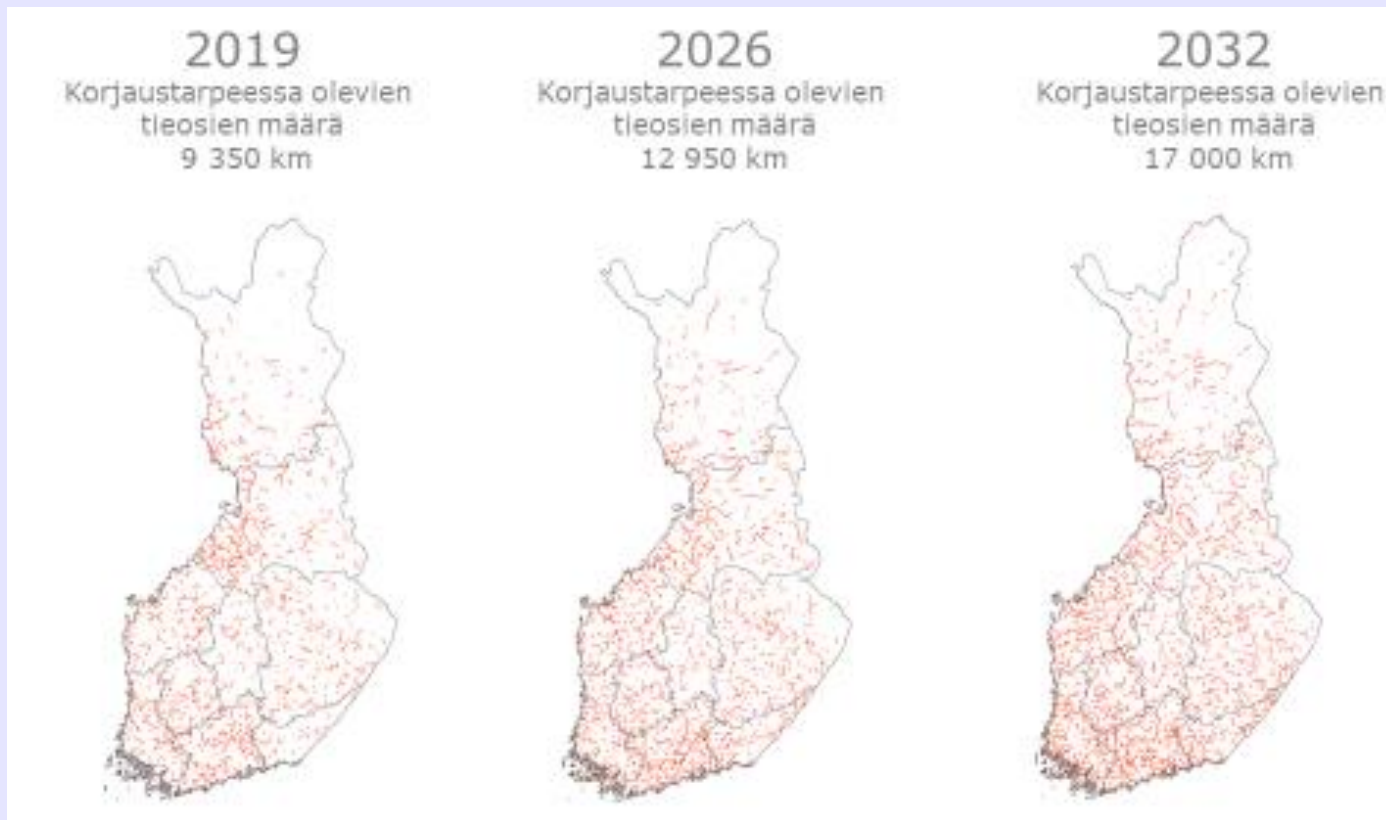 2019
Korjaustarpeessa olevien
tieosien määrä
9 350 km
2026
Korjaustarpeessa olevien
tieosien määrä
12 950 km
2032
Korjaustarpeessa olevien
tieosien määrä
17 000 km